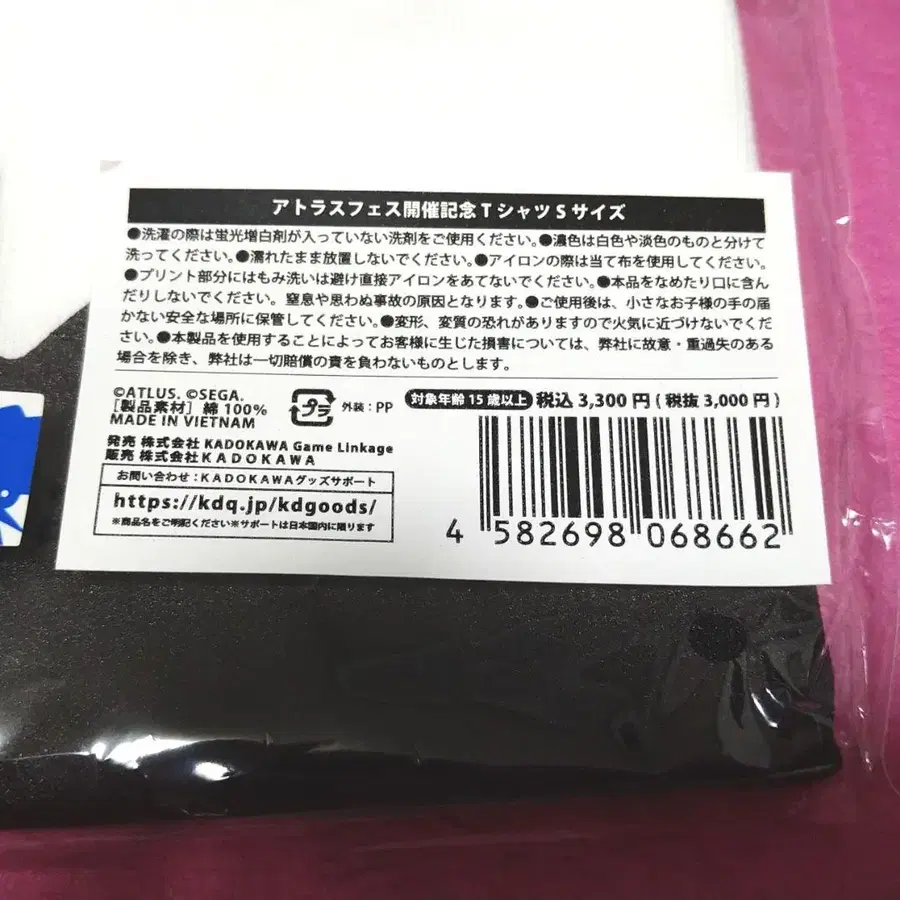 アトラスフェス開催記念TシャツSサイズ
●洗濯の際は蛍光増白剤が入っていない洗剤をご使用ください。●濃色は白色や淡色のものと分けて
洗ってください。●濡れたまま放置しないでください。●アイロンの際は当て布を使用してください。
●プリント部分にはもみ洗いは避け直接アイロンをあてないでください。●本品をなめたり口に含ん
だりしないでください。窒息や思わぬ事故の原因となります。●ご使用後は、小さなお子様の手の届
かない安全な場所に保管してください。●変形、変質の恐れがありますので火気に近づけないでくだ
さい。●本製品を使用することによってお客様に生じた損害については、弊社に故意・重過失のある
場合を除き、弊社は一切賠償の責を負わないものとします。
©ATLUS. ©SEGA.
[製品素材] 綿 100%
MADE IN VIETNAM
プラ 外装:PP
対象年齢15歳以上 税込 3,300円(税抜 3,000円)
発売 株式会社 KADOKAWA Game Linkage
販売 株式会社KADOKAWA
お問い合わせ:KADOKAWAグッズサポート
https://kdq.jp/kdgoods/
※商品名をご明記ください※サポートは日本国内に限ります
4 582698 068662